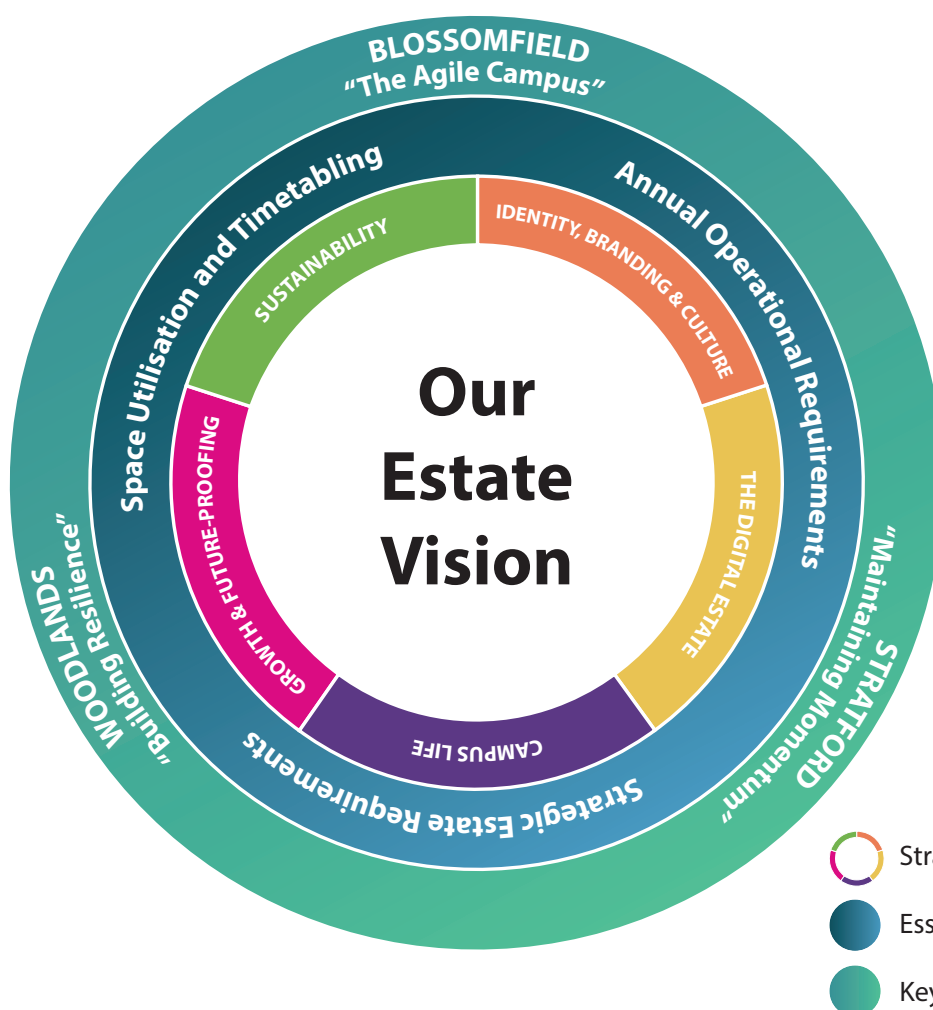 BLOSSOMFIELD
“The Agile Campus”
Space Utilisation and Timetabling
Annual Operational Requirements
SUSTAINABILITY
IDENTITY, BRANDING & CULTURE
Our
Estate
Vision
GROWTH & FUTURE-PROOFING
THE DIGITAL ESTATE
CAMPUS LIFE
Strategic Estate Requirements
WOODLANDS
“Building Resilience”
STRATFORD
“Maintaining Momentum”
Stra
Ess
Key